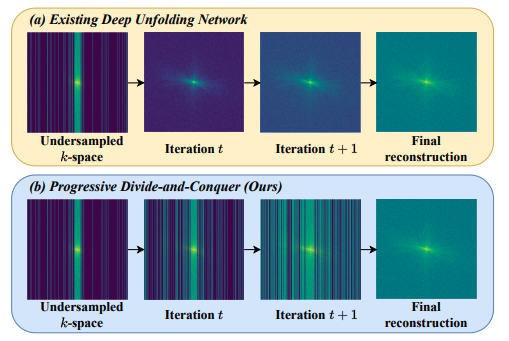 (a) Existing Deep Unfolding Network
Undersampled
k-space
Iteration t
Iteration t + 1
Final
reconstruction
(b) Progressive Divide-and-Conquer (Ours)
Undersampled
k-space
Iteration t
Iteration t + 1
Final
reconstruction